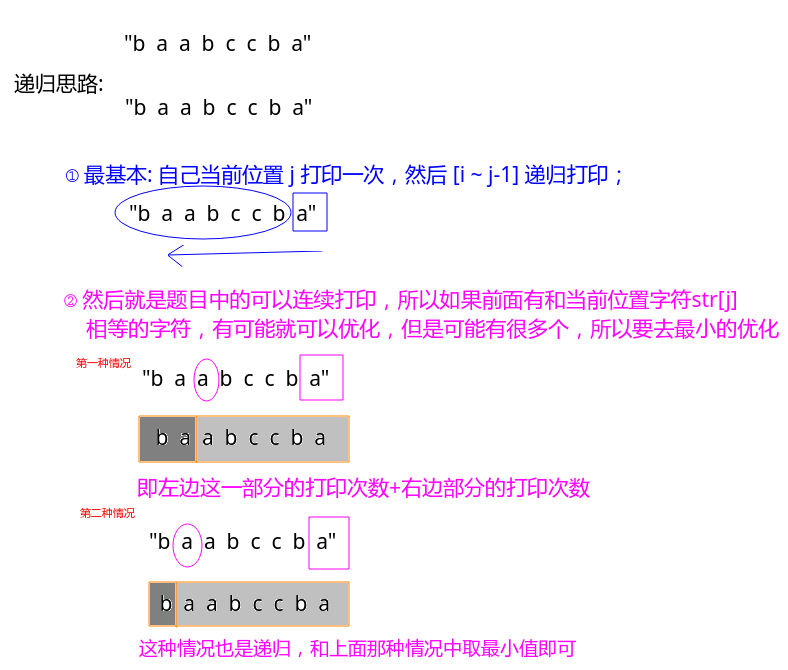 "b a a b c c b a"
递归思路:
"b a a b c c b a"
① 最基本: 自己当前位置 j 打印一次，然后 [i ~ j-1] 递归打印；
"b a a b c c b a"
② 然后就是题目中的可以连续打印，所以如果前面有和当前位置字符str[j]
相等的字符，有可能就可以优化，但是可能有很多个，所以要去最小的优化
第一种情况
"b a a b c c b a"
b a a b c c b a
即左边这一部分的打印次数+右边部分的打印次数
第二种情况
"b a a b c c b a"
b a a b c c b a
这种情况也是递归，和上面那种情况中取最小值即可